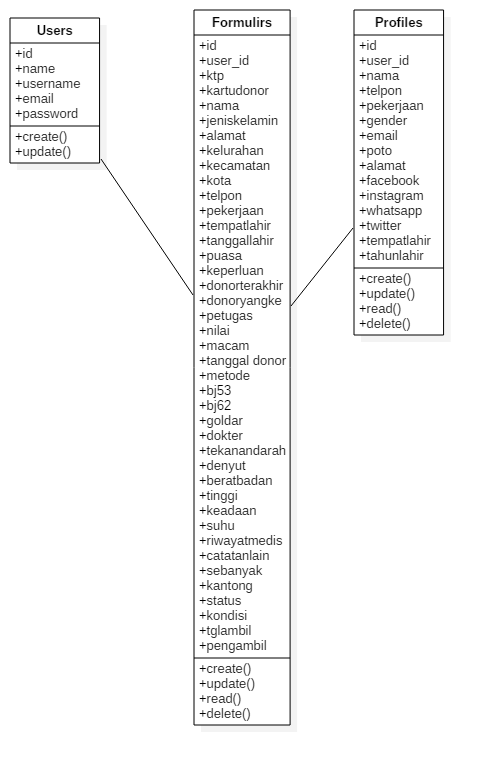 Users
+id
+name
+username
+email
+password
+create()
+update()
Formulirs
+id
+user_id
+ktp
+kartudonor
+nama
+jeniskelamin
+alamat
+kelurahan
+kecamatan
+kota
+telpon
+pekerjaan
+tempatlahir
+tanggallahir
+puasa
+keperluan
+donorterakhir
+donoryangke
+petugas
+nilai
+macam
+tanggal donor
+metode
+bj53
+bj62
+goldar
+dokter
+tekanandarah
+denyut
+beratbadan
+tinggi
+keadaan
+suhu
+riwayatmedis
+catatanlain
+sebanyak
+kantong
+status
+kondisi
+tglambil
+pengambil
+create()
+update()
+read()
+delete()
Profiles
+id
+user_id
+nama
+telpon
+pekerjaan
+gender
+email
+poto
+alamat
+facebook
+instagram
+whatsapp
+twitter
+tempatlahir
+tahunlahir
+create()
+update()
+read()
+delete()